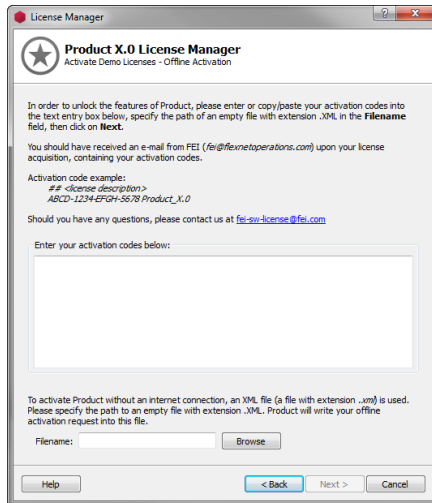 License Manager
Product X.0 License Manager
Activate Demo Licenses - Offline Activation
In order to unlock the features of Product, please enter or copy/paste your activation codes into
the text entry box below, specify the path of an empty file with extension .XML in the Filename
field, then click on Next.
You should have received an e-mail from FEI (fei@flexnetoperations.com) upon your license
acquisition, containing your activation codes.
Activation code example:
## <license description>
ABCD-1234-EFGH-5678 Product_X.0
Should you have any questions, please contact us at fei-sw-license@fei.com
Enter your activation codes below:
To activate Product without an internet connection, an XML file (a file with extension ..xml) is used.
Please specify the path to an empty file with extension .XML. Product will write your offline
activation request into this file.
Filename:
Browse
Help
< Back
Next >
Cancel